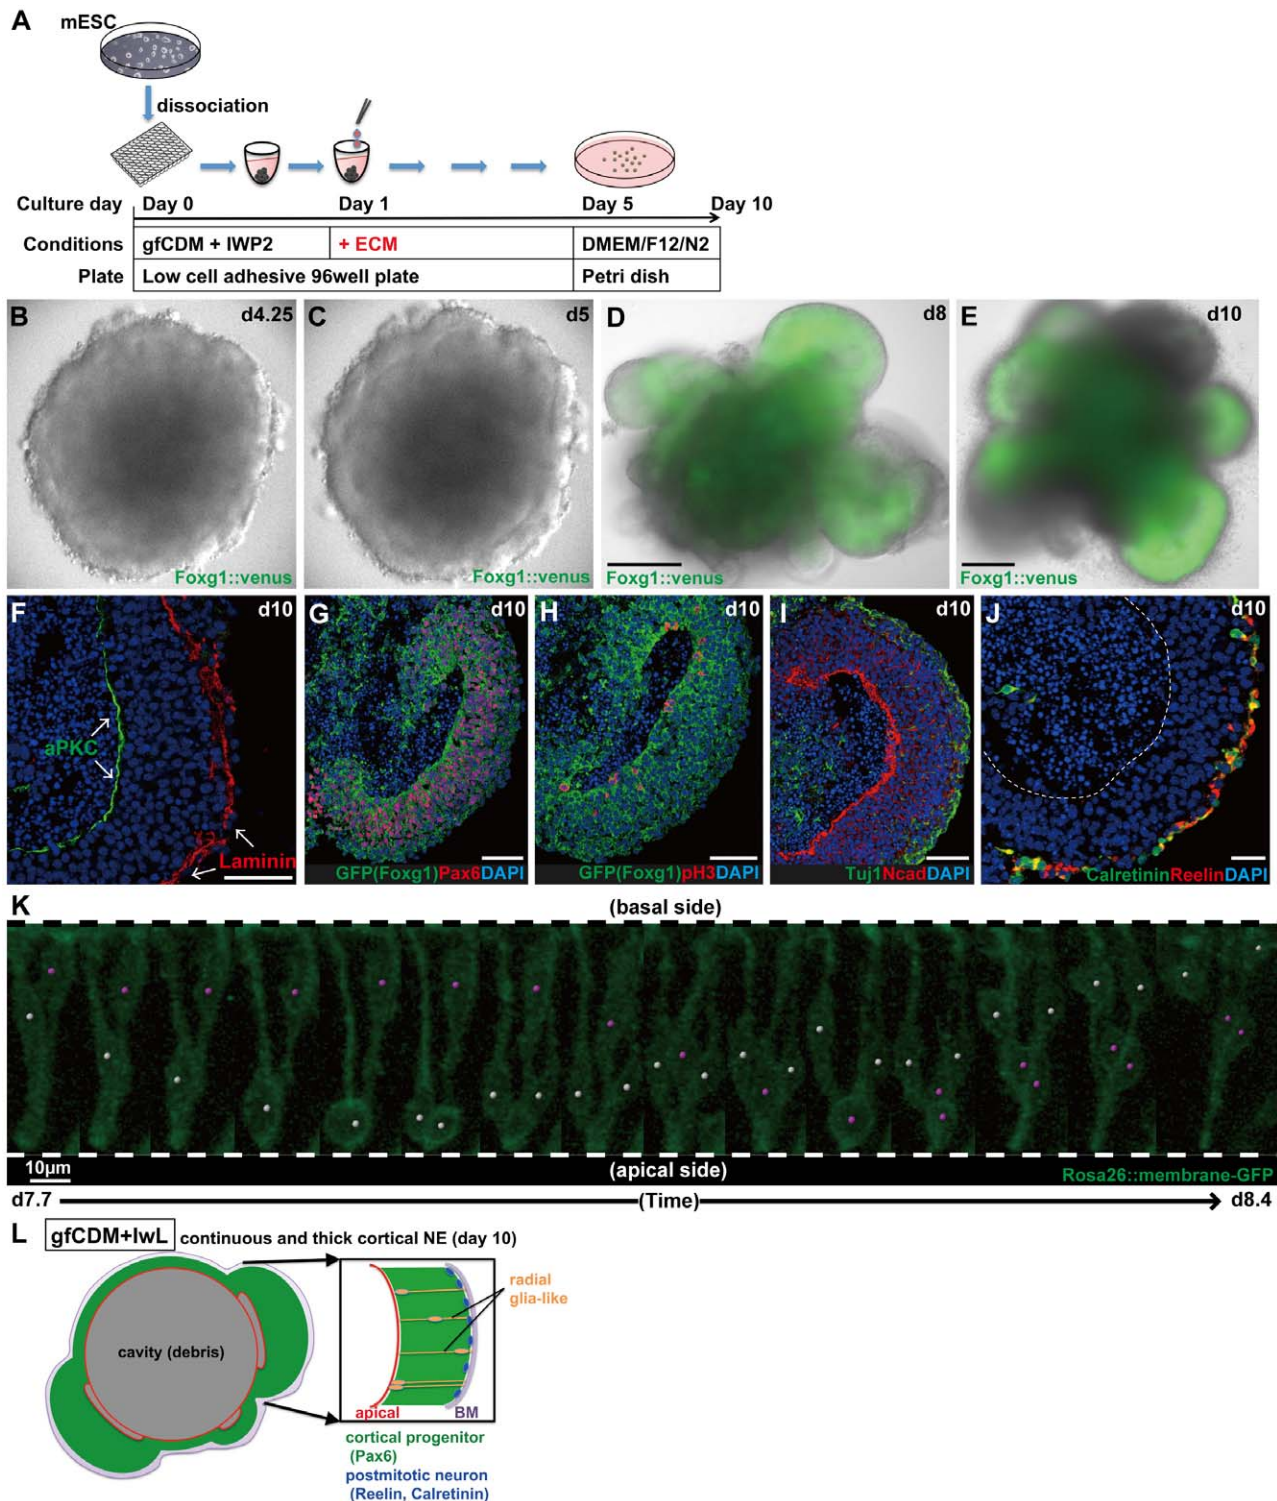 A
mESC
dissociation
Culture day Day 0 Day 1 Day 5 Day 10
Conditions gfCDM + IWP2 + ECM DMEM/F12/N2
Plate Low cell adhesive 96well plate Petri dish
B d4.25 C d5 D d8 E d10
Foxg1::venus Foxg1::venus Foxg1::venus Foxg1::venus
F d10 G d10 H d10 I d10 J d10
aPKC
Laminin
GFP(Foxg1)Pax6DAPI GFP(Foxg1)pH3DAPI Tuj1NcadDAPI CalretininReelinDAPI
K (basal side)
10μm (apical side) Rosa26::membrane-GFP
d7.7 (Time) d8.4
L gfCDM+IwL continuous and thick cortical NE (day 10)
radial
glia-like
cavity (debris)
apical BM
cortical progenitor
(Pax6)
postmitotic neuron
(Reelin, Calretinin)